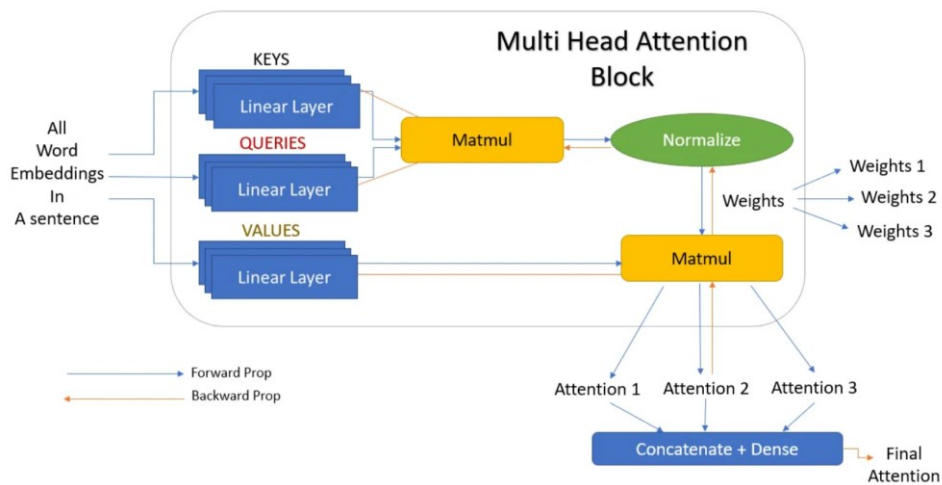 Multi Head Attention
Block
KEYS
Linear Layer
QUERIES
Linear Layer
VALUES
Linear Layer
All
Word
Embeddings
In
A sentence
Matmul
Normalize
Weights
Weights 1
Weights 2
Weights 3
Matmul
Forward Prop
Backward Prop
Attention 1
Attention 2
Attention 3
Concatenate + Dense
Final
Attention